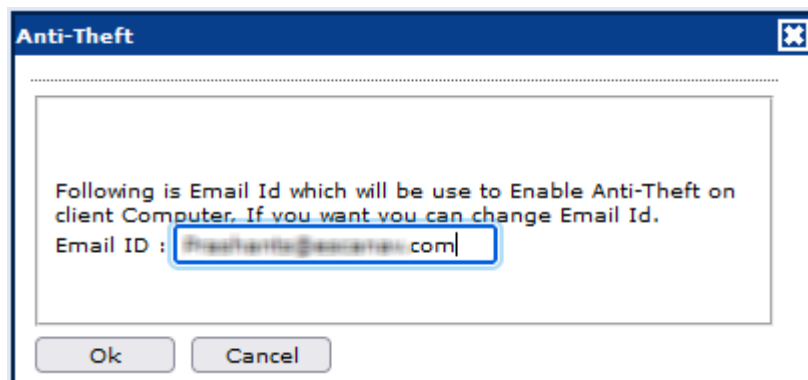 Anti-Theft
Following is Email Id which will be use to Enable Anti-Theft on
client Computer. If you want you can change Email Id.
Email ID : com
Ok Cancel